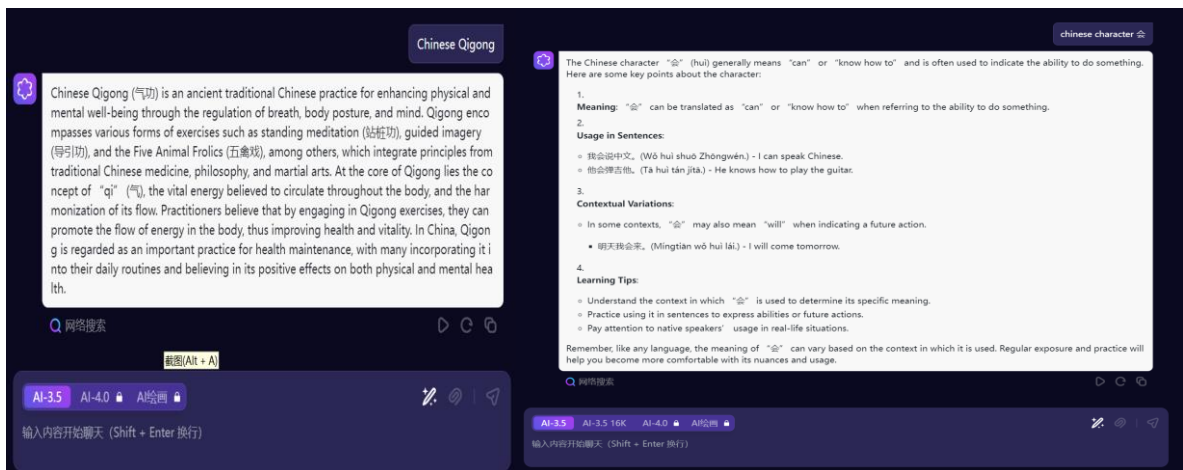 Chinese Qigong
Chinese Qigong (气功) is an ancient traditional Chinese practice for enhancing physical and
mental well-being through the regulation of breath, body posture, and mind. Qigong enco
mpasses various forms of exercises such as standing meditation (站桩功), guided imagery
(导引功), and the Five Animal Frolics (五禽戏), among others, which integrate principles from
traditional Chinese medicine, philosophy, and martial arts. At the core of Qigong lies the co
ncept of “qi” (气), the vital energy believed to circulate throughout the body, and the har
monization of its flow. Practitioners believe that by engaging in Qigong exercises, they can
promote the flow of energy in the body, thus improving health and vitality. In China, Qigon
g is regarded as an important practice for health maintenance, with many incorporating it i
nto their daily routines and believing in its positive effects on both physical and mental hea
lth.
网络搜索
截图(Alt + A)
AI-3.5 AI-4.0 AI绘画
输入内容开始聊天 (Shift + Enter 换行)
chinese character 会
The Chinese character “会” (huì) generally means “can” or “know how to” and is often used to indicate the ability to do something.
Here are some key points about the character:
1.
Meaning: “会” can be translated as “can” or “know how to” when referring to the ability to do something.
2.
Usage in Sentences:
我会说中文。(Wǒ huì shuō Zhōngwén.) - I can speak Chinese.
他会弹吉他。(Tā huì tán jítā.) - He knows how to play the guitar.
3.
Contextual Variations:
In some contexts, “会” may also mean “will” when indicating a future action.
明天我会来。(Míngtiān wǒ huì lái.) - I will come tomorrow.
4.
Learning Tips:
Understand the context in which “会” is used to determine its specific meaning.
Practice using it in sentences to express abilities or future actions.
Pay attention to native speakers’ usage in real-life situations.
Remember, like any language, the meaning of “会” can vary based on the context in which it is used. Regular exposure and practice will
help you become more comfortable with its nuances and usage.
网络搜索
AI-3.5 AI-3.5 16K AI-4.0 AI绘画
输入内容开始聊天 (Shift + Enter 换行)